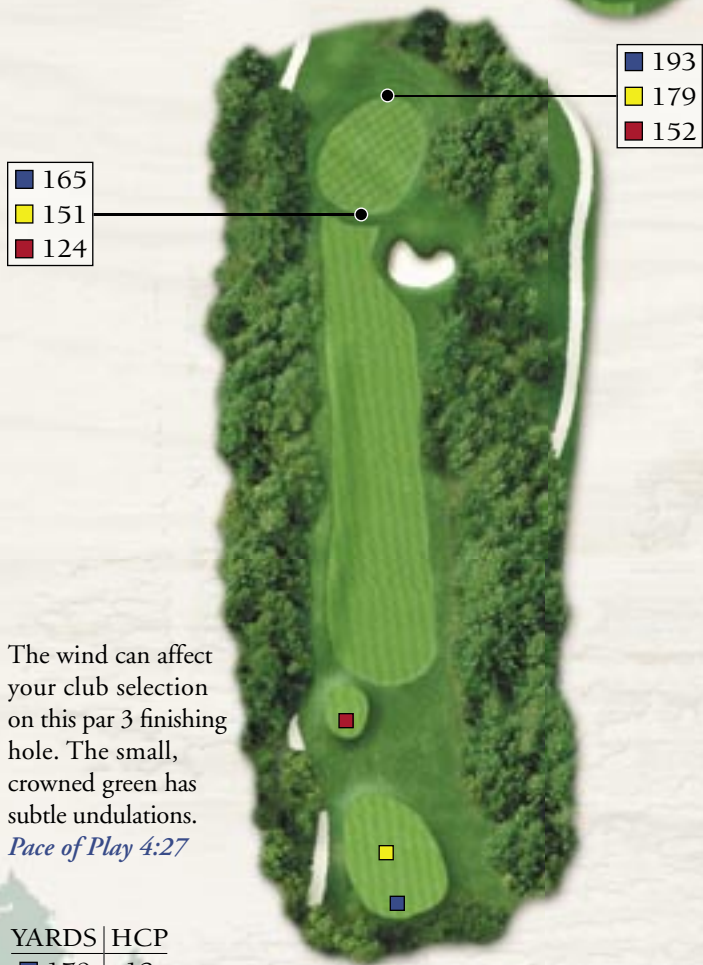 193
179
152
165
151
124
The wind can affect
your club selection
on this par 3 finishing
hole. The small,
crowned green has
subtle undulations.
Pace of Play 4:27
YARDS HCP